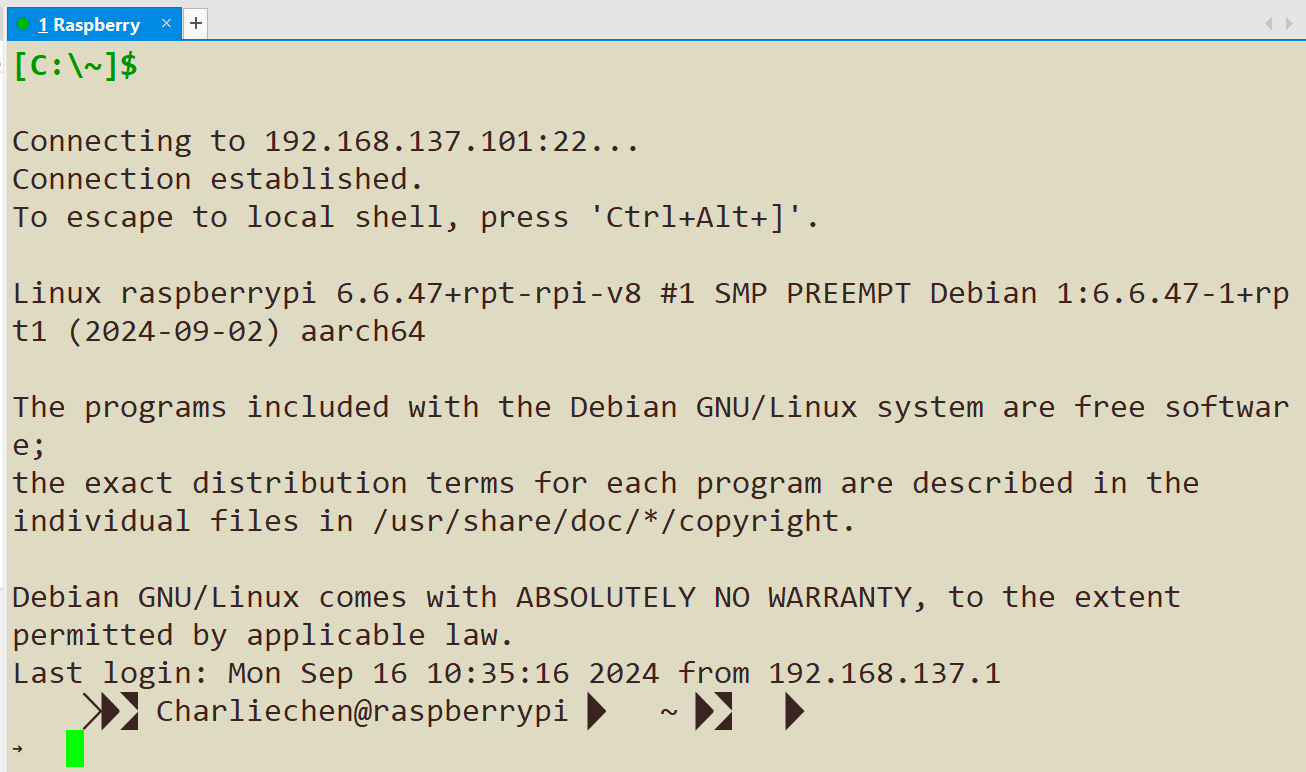 1 Raspberry × +
[C:\~]$
Connecting to 192.168.137.101:22...
Connection established.
To escape to local shell, press 'Ctrl+Alt+]'.
Linux raspberrypi 6.6.47+rpt-rpi-v8 #1 SMP PREEMPT Debian 1:6.6.47-1+rp
t1 (2024-09-02) aarch64
The programs included with the Debian GNU/Linux system are free softwar
e;
the exact distribution terms for each program are described in the
individual files in /usr/share/doc/*/copyright.
Debian GNU/Linux comes with ABSOLUTELY NO WARRANTY, to the extent
permitted by applicable law.
Last login: Mon Sep 16 10:35:16 2024 from 192.168.137.1
Charliechen@raspberrypi ~
→